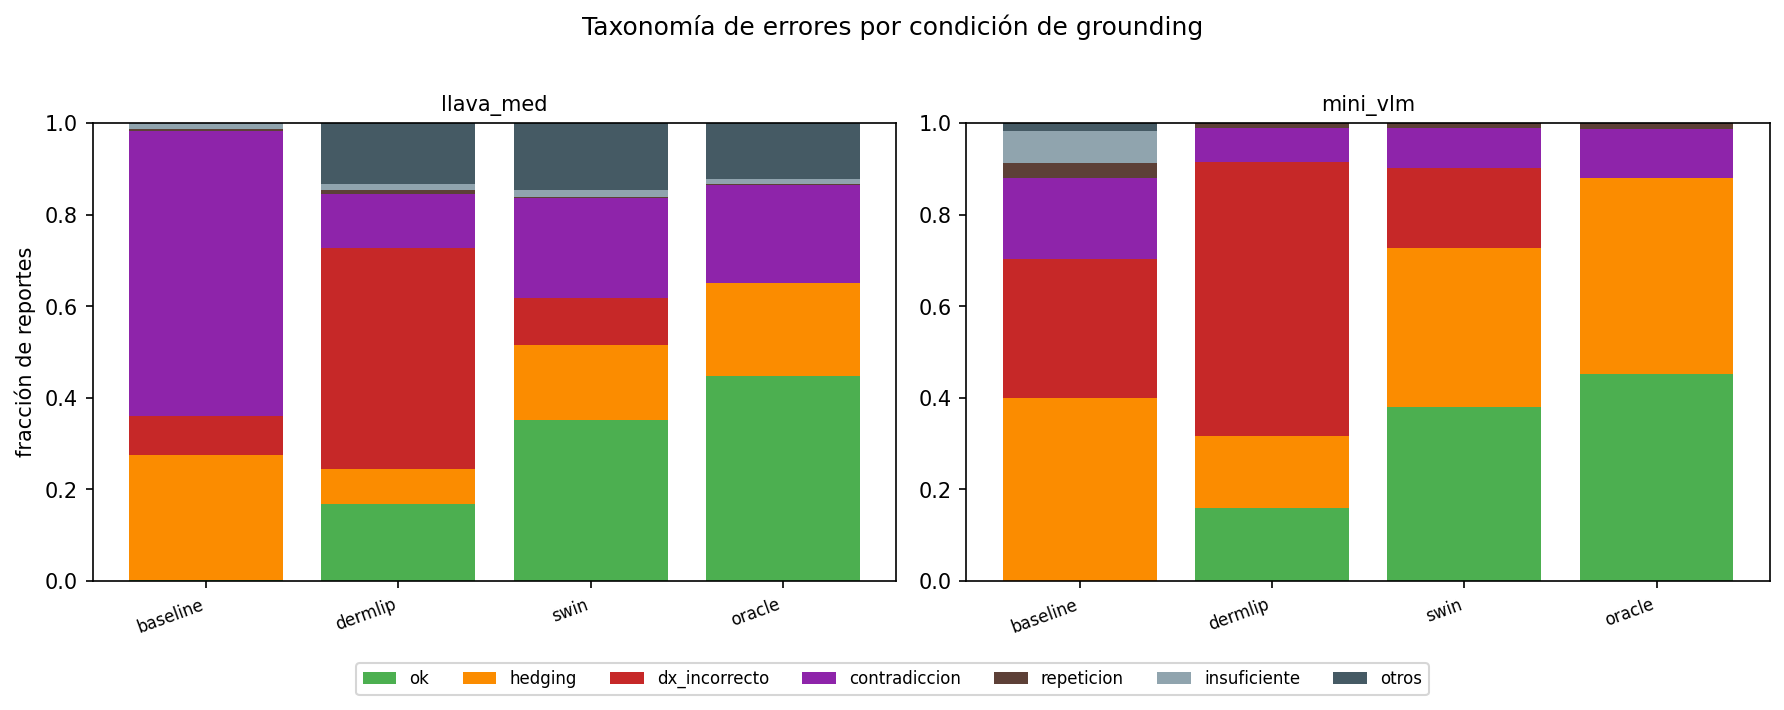 Taxonomía de errores por condición de grounding
llava_med
mini_vlm
fracción de reportes
1.0
0.8
0.6
0.4
0.2
0.0
baseline
dermlip
swin
oracle
1.0
0.8
0.6
0.4
0.2
0.0
baseline
dermlip
swin
oracle
ok hedging dx_incorrecto contradiccion repeticion insuficiente otros